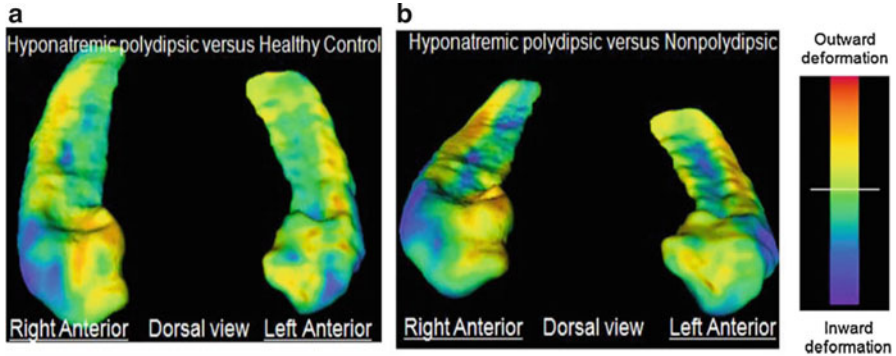 a
Hyponatremic polydipsic versus Healthy Control
Right Anterior Dorsal view Left Anterior
b
Hyponatremic polydipsic versus Nonpolydipsic
Right Anterior Dorsal view Left Anterior
Outward
deformation
Inward
deformation